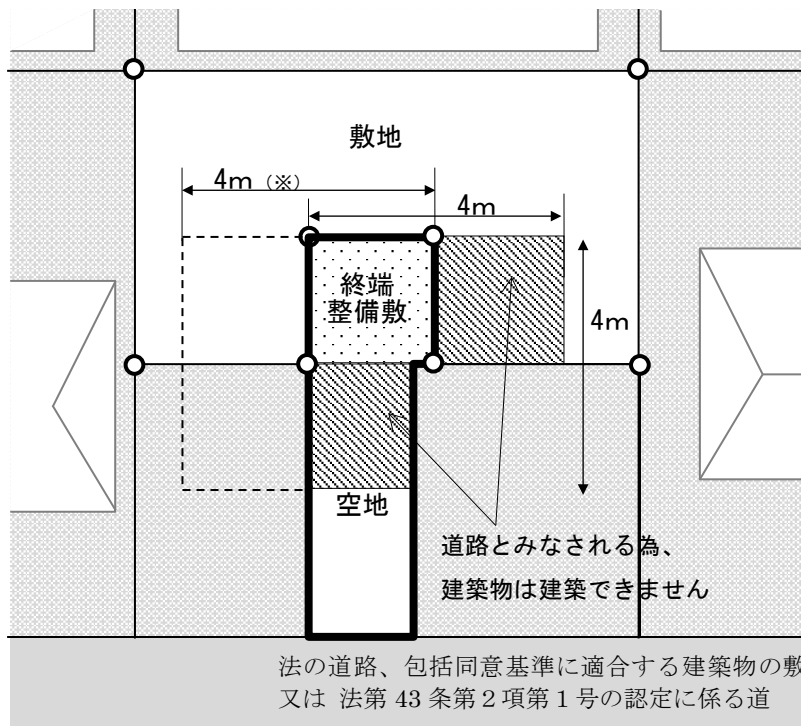 敷地
4m(※)
4m
終端
整備敷
4m
空地
道路とみなされる為、
建築物は建築できません
法の道路、包括同意基準に適合する建築物の敷
又は 法第 43 条第２項第１号の認定に係る道